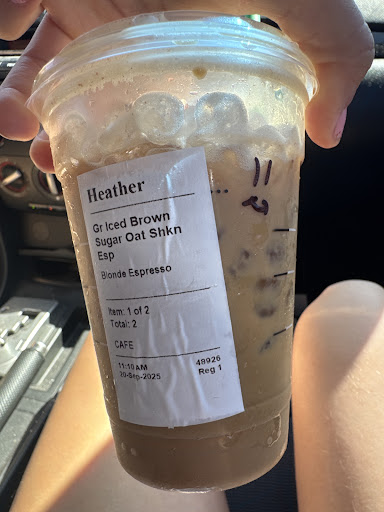 Heather
Gr Iced Brown
Sugar Oat Shkn
Esp
Blonde Espresso
Item: 1 of 2
Total: 2
CAFE
11:10 AM 48926
20-Sep-2025 Reg 1